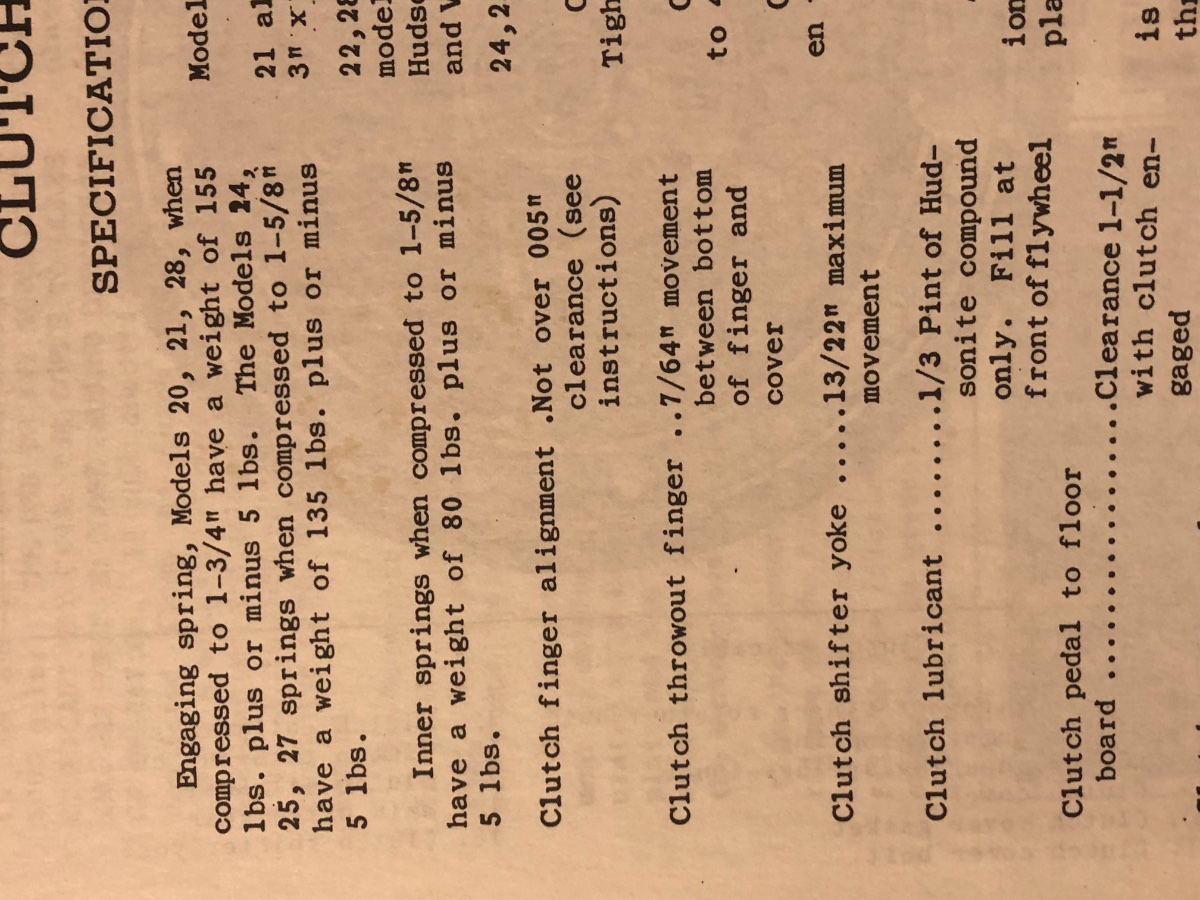 CLUTCH
SPECIFICATION
Engaging spring, Models 20, 21, 28, when
compressed to 1-3/4" have a weight of 155
lbs. plus or minus 5 lbs. The Models 24,
25, 27 springs when compressed to 1-5/8"
have a weight of 135 lbs. plus or minus
5 lbs.
Inner springs when compressed to 1-5/8"
have a weight of 80 lbs. plus or minus
5 lbs.
Clutch finger alignment .Not over 005"
clearance (see
instructions)
Clutch throwout finger ..7/64" movement
between bottom
of finger and
cover
Clutch shifter yoke .....13/22" maximum
movement
Clutch lubricant ........1/3 Pint of Hud-
sonite compound
only. Fill at
front of flywheel
Clutch pedal to floor
board ..................Clearance 1-1/2"
with clutch en-
gaged
Model
21 al
3" x
22,28
model
Hudso
and
24,2
Tigh
to
en
ion
pla
is
thr